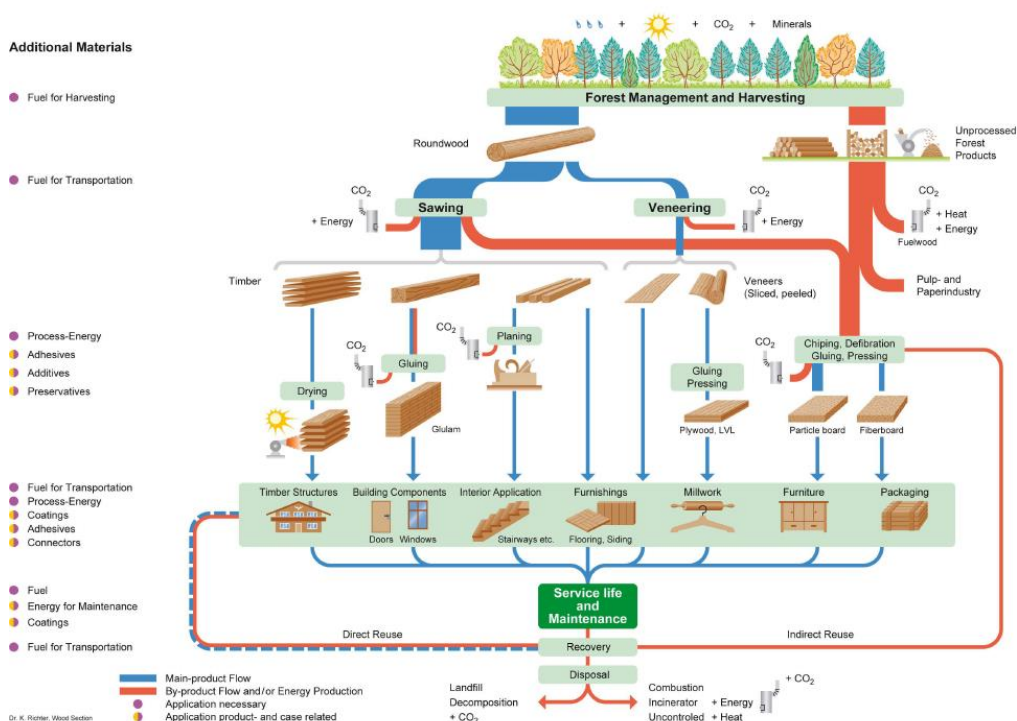 + + CO2 + Minerals
Additional Materials
Fuel for Harvesting
Forest Management and Harvesting
Roundwood
Unprocessed
Forest
Products
Fuel for Transportation
CO2
+ Energy
Sawing
Veneering
CO2
+ Energy
CO2
+ Heat
+ Energy
Fuelwood
Timber
Veneers
(Sliced, peeled)
Pulp- and
Paperindustry
Process-Energy
Adhesives
Additives
Preservatives
CO2
Gluing
CO2
Planing
CO2
Chiping, Defibration
Gluing, Pressing
Drying
Gluing
Pressing
Glulam
Plywood, LVL
Particle board
Fiberboard
Fuel for Transportation
Process-Energy
Coatings
Adhesives
Connectors
Timber Structures
Building Components
Interior Application
Furnishings
Millwork
Furniture
Packaging
Doors
Windows
Stairways etc.
Flooring, Siding
?
Fuel
Energy for Maintenance
Coatings
Service life
and
Maintenance
Fuel for Transportation
Direct Reuse
Indirect Reuse
Recovery
Disposal
Main-product Flow
By-product Flow and/or Energy Production
Application necessary
Application product- and case related
Landfill
Decomposition
+ CO2
Combustion
Incinerator + Energy
Uncontroled + Heat
+ CO2
Dr. K. Richter, Wood Section